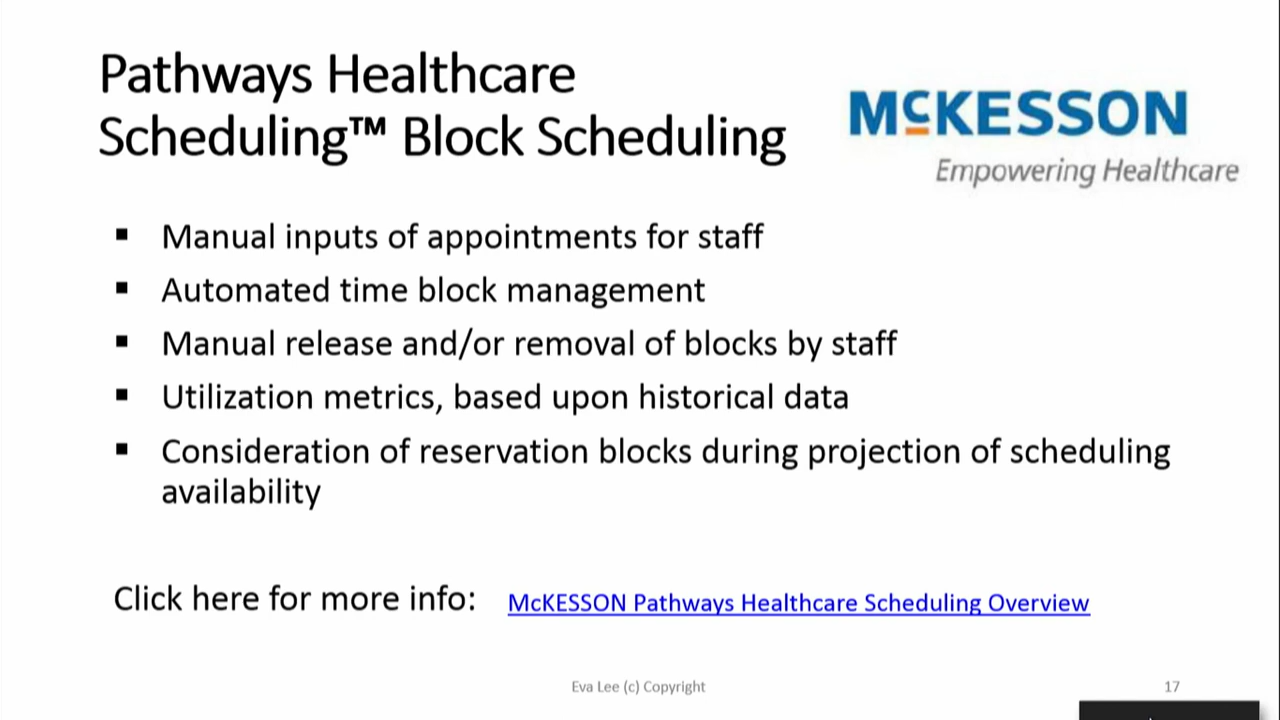 Pathways Healthcare
Scheduling™ Block Scheduling
McKESSON
Empowering Healthcare
▪ Manual inputs of appointments for staff
▪ Automated time block management
▪ Manual release and/or removal of blocks by staff
▪ Utilization metrics, based upon historical data
▪ Consideration of reservation blocks during projection of scheduling
availability
Click here for more info: McKESSON Pathways Healthcare Scheduling Overview
Eva Lee (c) Copyright
17